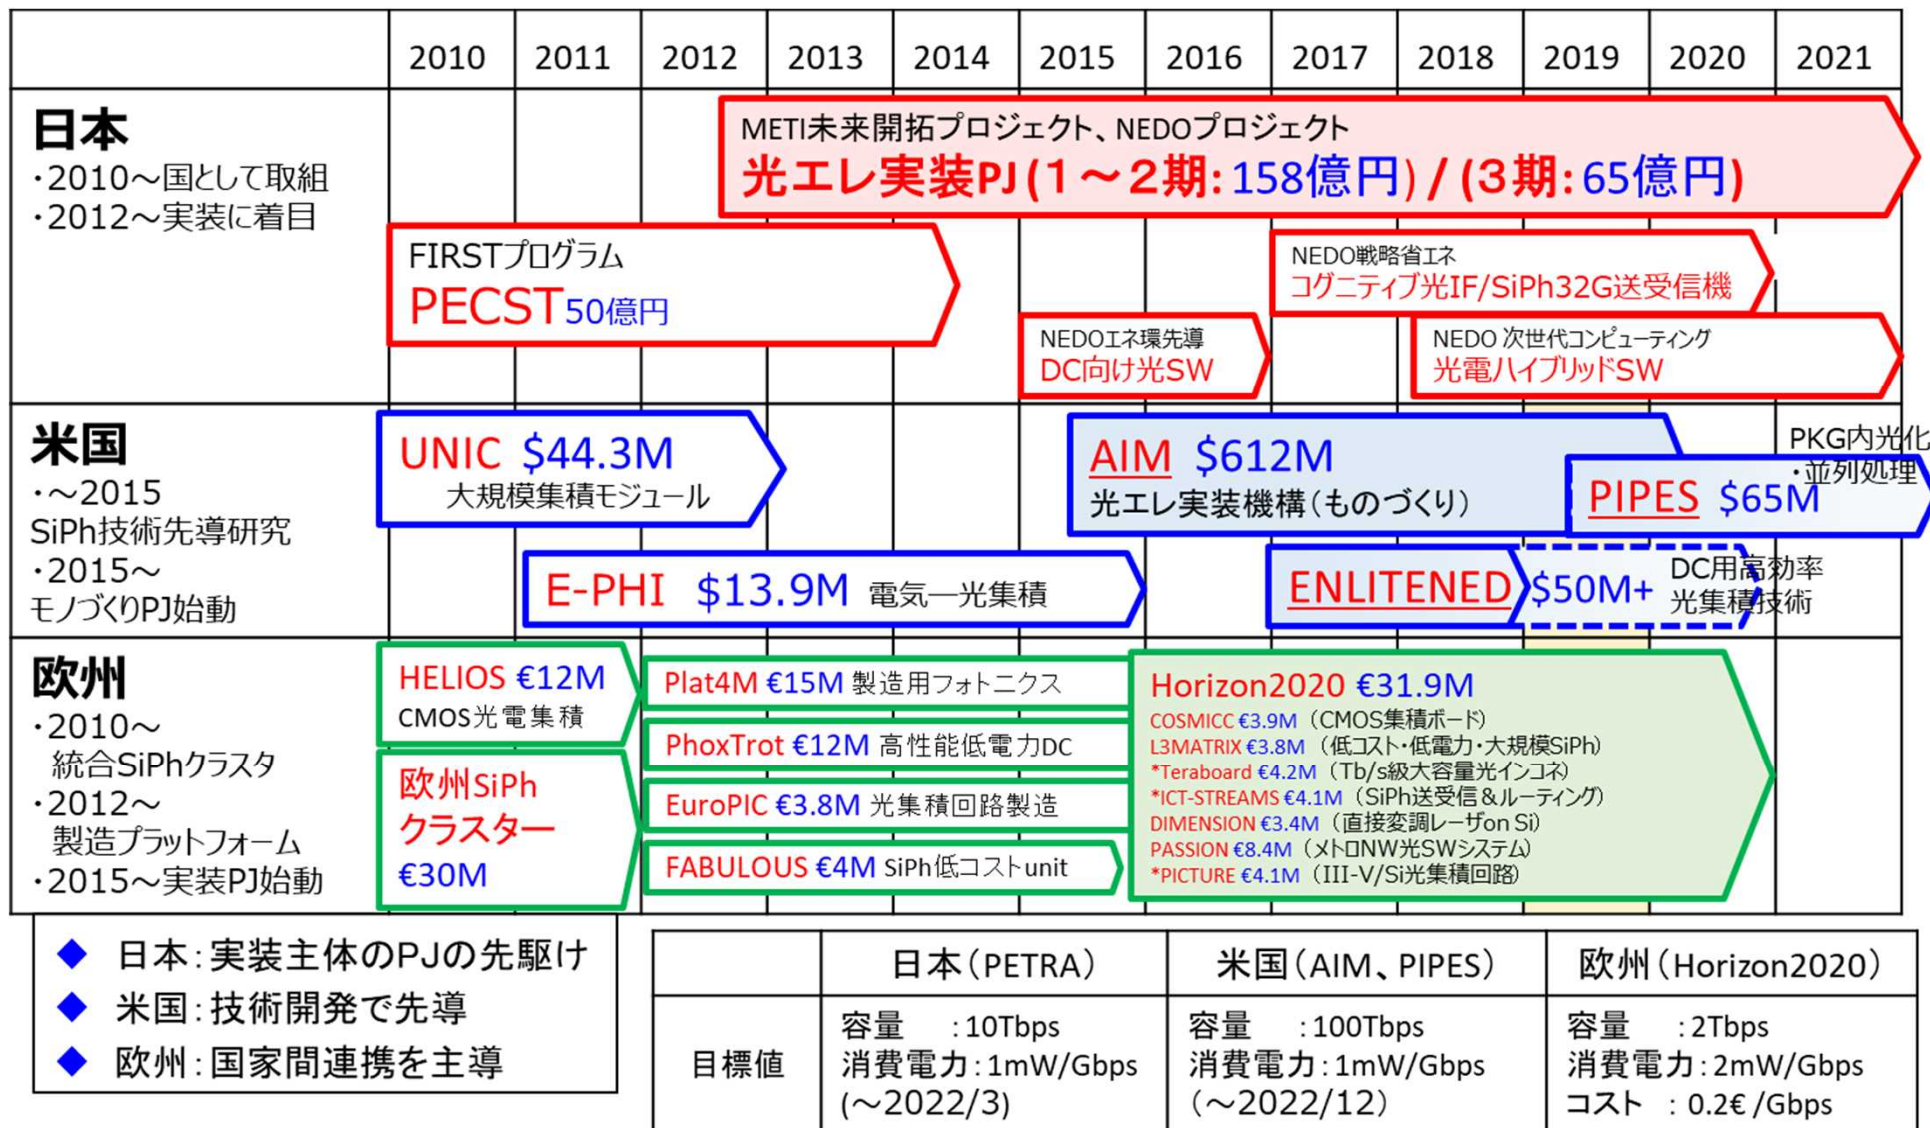 2010 2011 2012 2013 2014 2015 2016 2017 2018 2019 2020 2021
日本
・2010～国として取組
・2012～実装に着目
METI未来開拓プロジェクト、NEDOプロジェクト
光エレ実装PJ(１～２期: 158億円) / (３期: 65億円)
FIRSTプログラム
PECST 50億円
NEDO戦略省エネ
コグニティブ光IF/SiPh32G送受信機
NEDOエネ環先導
DC向け光SW
NEDO 次世代コンピューティング
光電ハイブリッドSW
米国
・～2015
SiPh技術先導研究
・2015～
モノづくりPJ始動
UNIC $44.3M
大規模集積モジュール
E-PHI $13.9M 電気―光集積
AIM $612M
光エレ実装機構（ものづくり）
PKG内光化
・並列処理
PIPES $65M
ENLITENED $50M+
DC用高効率
光集積技術
欧州
・2010～
統合SiPhクラスタ
・2012～
製造プラットフォーム
・2015～実装PJ始動
HELIOS €12M
CMOS光電集積
欧州SiPh
クラスター
€30M
Plat4M €15M 製造用フォトニクス
PhoxTrot €12M 高性能低電力DC
EuroPIC €3.8M 光集積回路製造
FABULOUS €4M SiPh低コストunit
Horizon2020 €31.9M
COSMICC €3.9M （CMOS集積ボード）
L3MATRIX €3.8M （低コスト・低電力・大規模SiPh）
*Teraboard €4.2M （Tb/s級大容量光インコネ）
*ICT-STREAMS €4.1M （SiPh送受信＆ルーティング）
DIMENSION €3.4M （直接変調レーザon Si）
PASSION €8.4M （メトロNW光SWシステム）
*PICTURE €4.1M （III-V/Si光集積回路）
◆ 日本：実装主体のPJの先駆け
◆ 米国：技術開発で先導
◆ 欧州：国家間連携を主導
日本（PETRA） 米国（AIM、PIPES） 欧州（Horizon2020）
目標値
容量 ：10Tbps
消費電力：1mW/Gbps
(～2022/3)
容量 ：100Tbps
消費電力：1mW/Gbps
（～2022/12）
容量 ：2Tbps
消費電力：2mW/Gbps
コスト ：0.2€ /Gbps